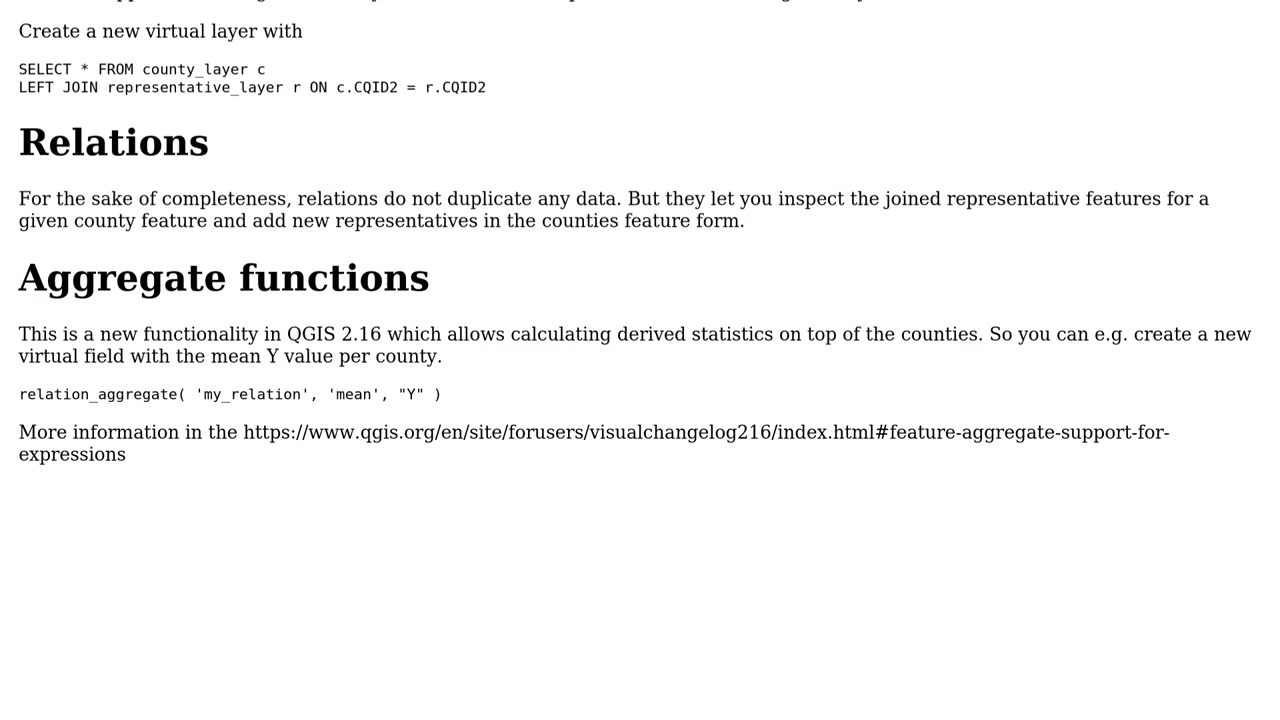 Create a new virtual layer with
SELECT * FROM county_layer c
LEFT JOIN representative_layer r ON c.CQID2 = r.CQID2
Relations
For the sake of completeness, relations do not duplicate any data. But they let you inspect the joined representative features for a
given county feature and add new representatives in the counties feature form.
Aggregate functions
This is a new functionality in QGIS 2.16 which allows calculating derived statistics on top of the counties. So you can e.g. create a new
virtual field with the mean Y value per county.
relation_aggregate( 'my_relation', 'mean', "Y" )
More information in the https://www.qgis.org/en/site/forusers/visualchangelog216/index.html#feature-aggregate-support-for-
expressions